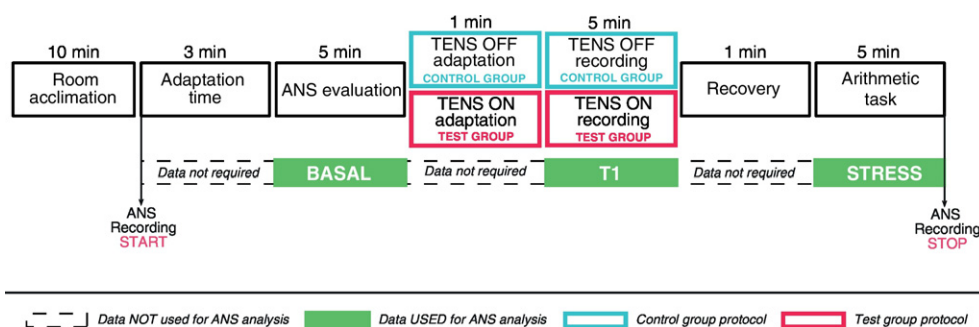 10 min
3 min
5 min
1 min
5 min
1 min
5 min
Room
acclimation
Adaptation
time
ANS evaluation
TENS OFF
adaptation
CONTROL GROUP
TENS ON
adaptation
TEST GROUP
TENS OFF
recording
CONTROL GROUP
TENS ON
recording
TEST GROUP
Recovery
Arithmetic
task
Data not required
BASAL
Data not required
T1
Data not required
STRESS
ANS
Recording
START
ANS
Recording
STOP
Data NOT used for ANS analysis
Data USED for ANS analysis
Control group protocol
Test group protocol